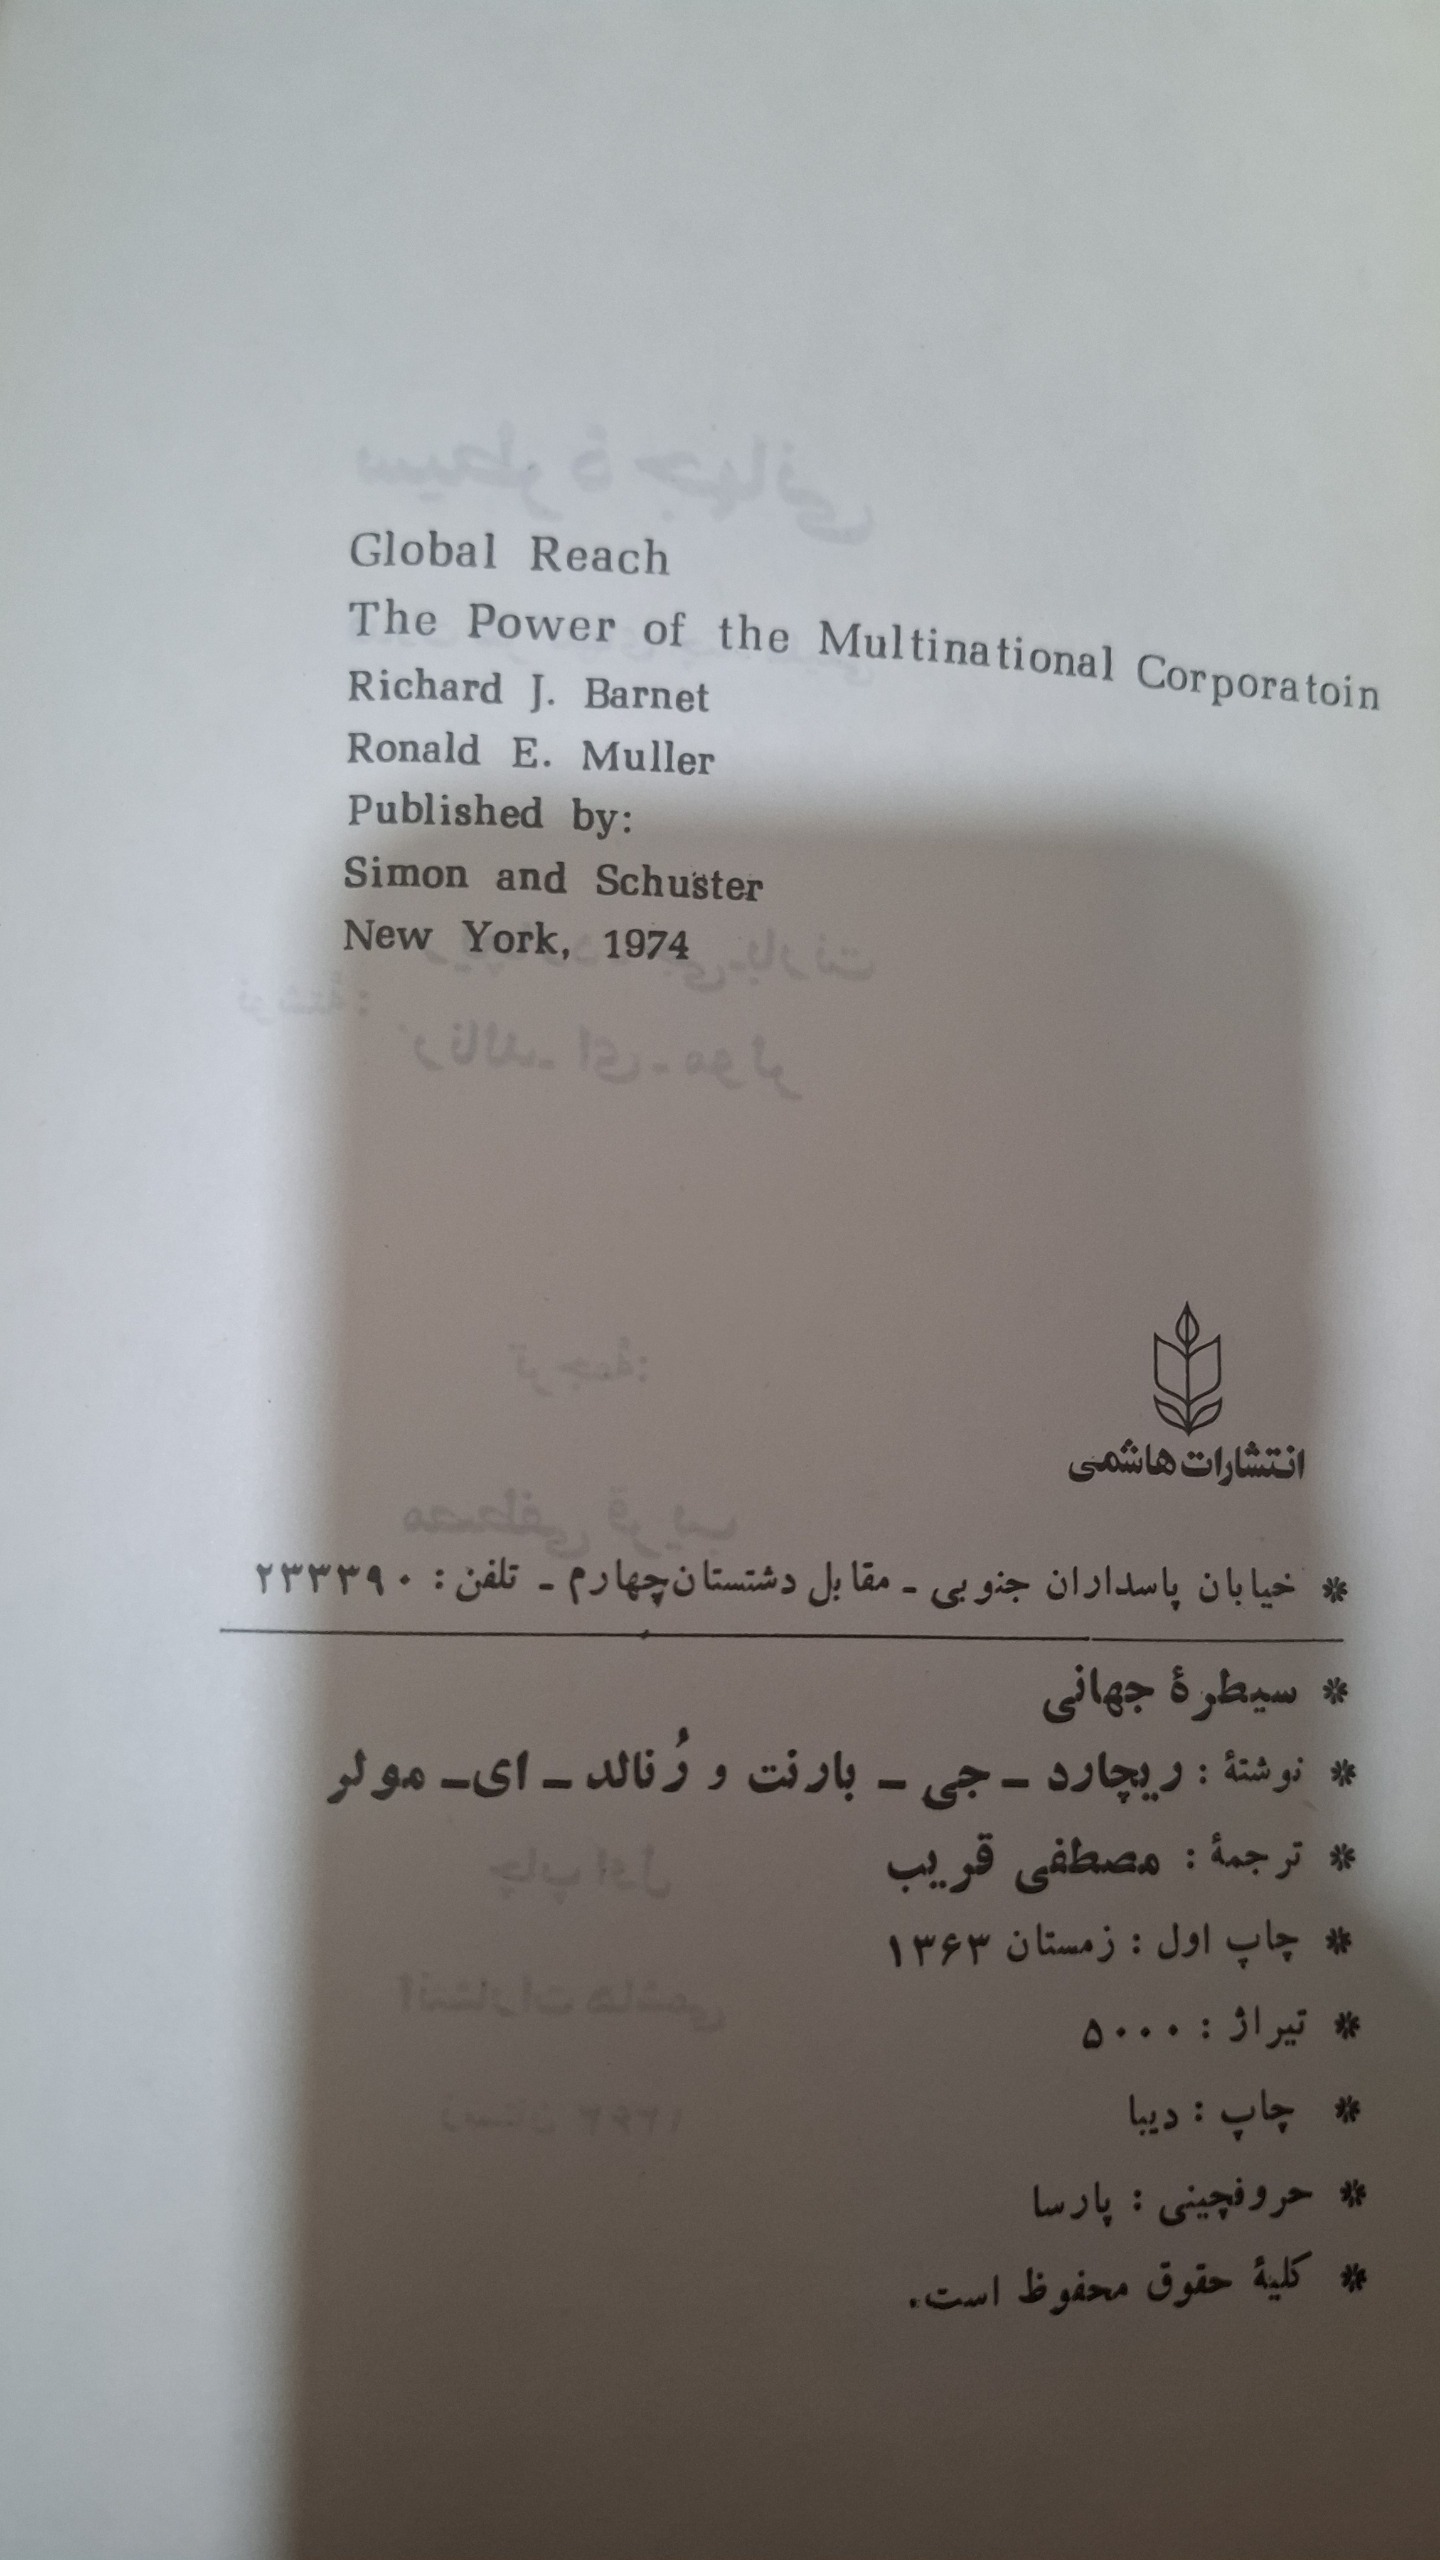 Global Reach
The Power of the Multinational Corporatoin
Richard J. Barnet
Ronald E. Muller
Published by:
Simon and Schuster
New York, 1974
انتشارات هاشمی
* خیابان پاسداران جنوبی ـ مقابل دشتستان چهارم ـ تلفن : ۲۳۳۳۹۰
* سیطرهٔ جهانی
* نوشتهٔ : ریچارد ـ جی ـ بارنت و رُنالد ـ ای ـ مولر
* ترجمهٔ : مصطفی قریب
* چاپ اول : زمستان ۱۳۶۳
* تیراژ : ۵۰۰۰
* چاپ : دیبا
* حروفچینی : پارسا
* کلیهٔ حقوق محفوظ است.